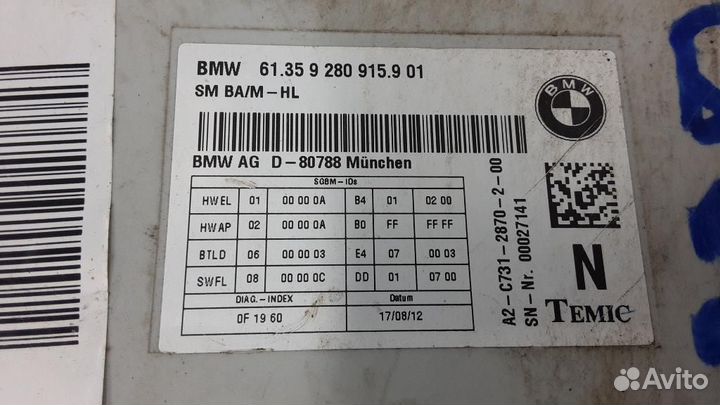 BMW 61.35 9 280 915.9 01
SM BA/M-HL
BMW
BMW AG D-80788 München
SGBM-IDs
HWEL 01 00 00 0A B4 01 02 00
HWAP 02 00 00 0A B0 FF FF FF
BTLD 06 00 00 03 E4 07 00 03
SWFL 08 00 00 0C DD 01 07 00
DIAG.-INDEX Datum
0F 19 60 17/08/12
A2-C731-2870-2-00
SN-Nr. 00027141
N
TEMIC
Avito